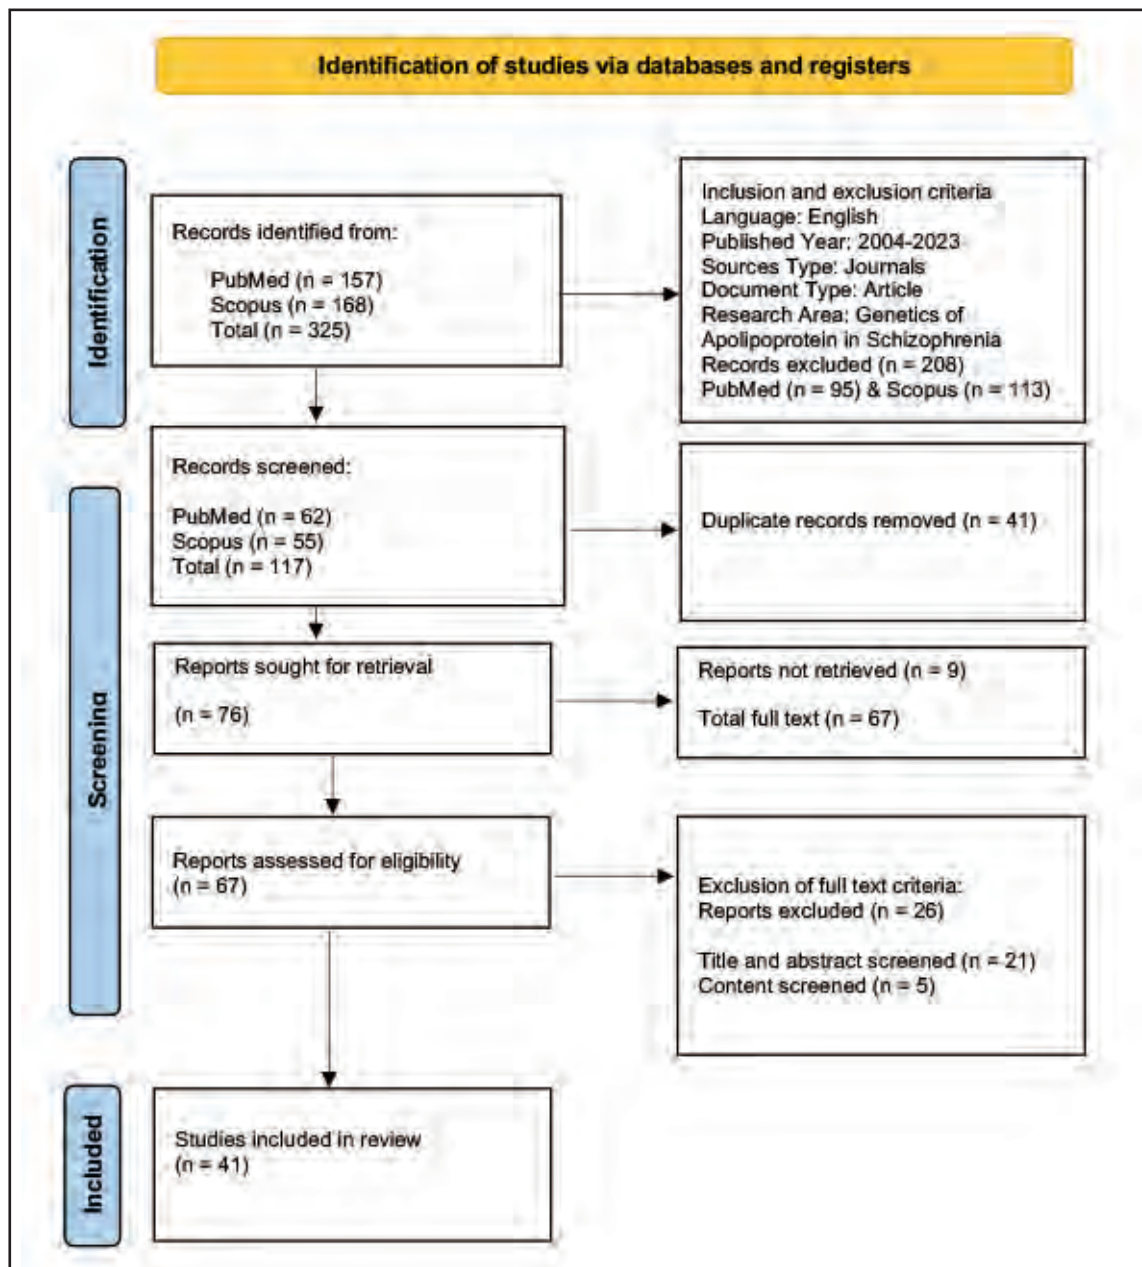 Identification of studies via databases and registers
Identification
Records identified from:
PubMed (n = 157)
Scopus (n = 168)
Total (n = 325)
Inclusion and exclusion criteria
Language: English
Published Year: 2004-2023
Sources Type: Journals
Document Type: Article
Research Area: Genetics of
Apolipoprotein in Schizophrenia
Records excluded (n = 208)
PubMed (n = 95) & Scopus (n = 113)
Screening
Records screened:
PubMed (n = 62)
Scopus (n = 55)
Total (n = 117)
Duplicate records removed (n = 41)
Reports sought for retrieval
(n = 76)
Reports not retrieved (n = 9)
Total full text (n = 67)
Reports assessed for eligibility
(n = 67)
Exclusion of full text criteria:
Reports excluded (n = 26)
Title and abstract screened (n = 21)
Content screened (n = 5)
Included
Studies included in review
(n = 41)